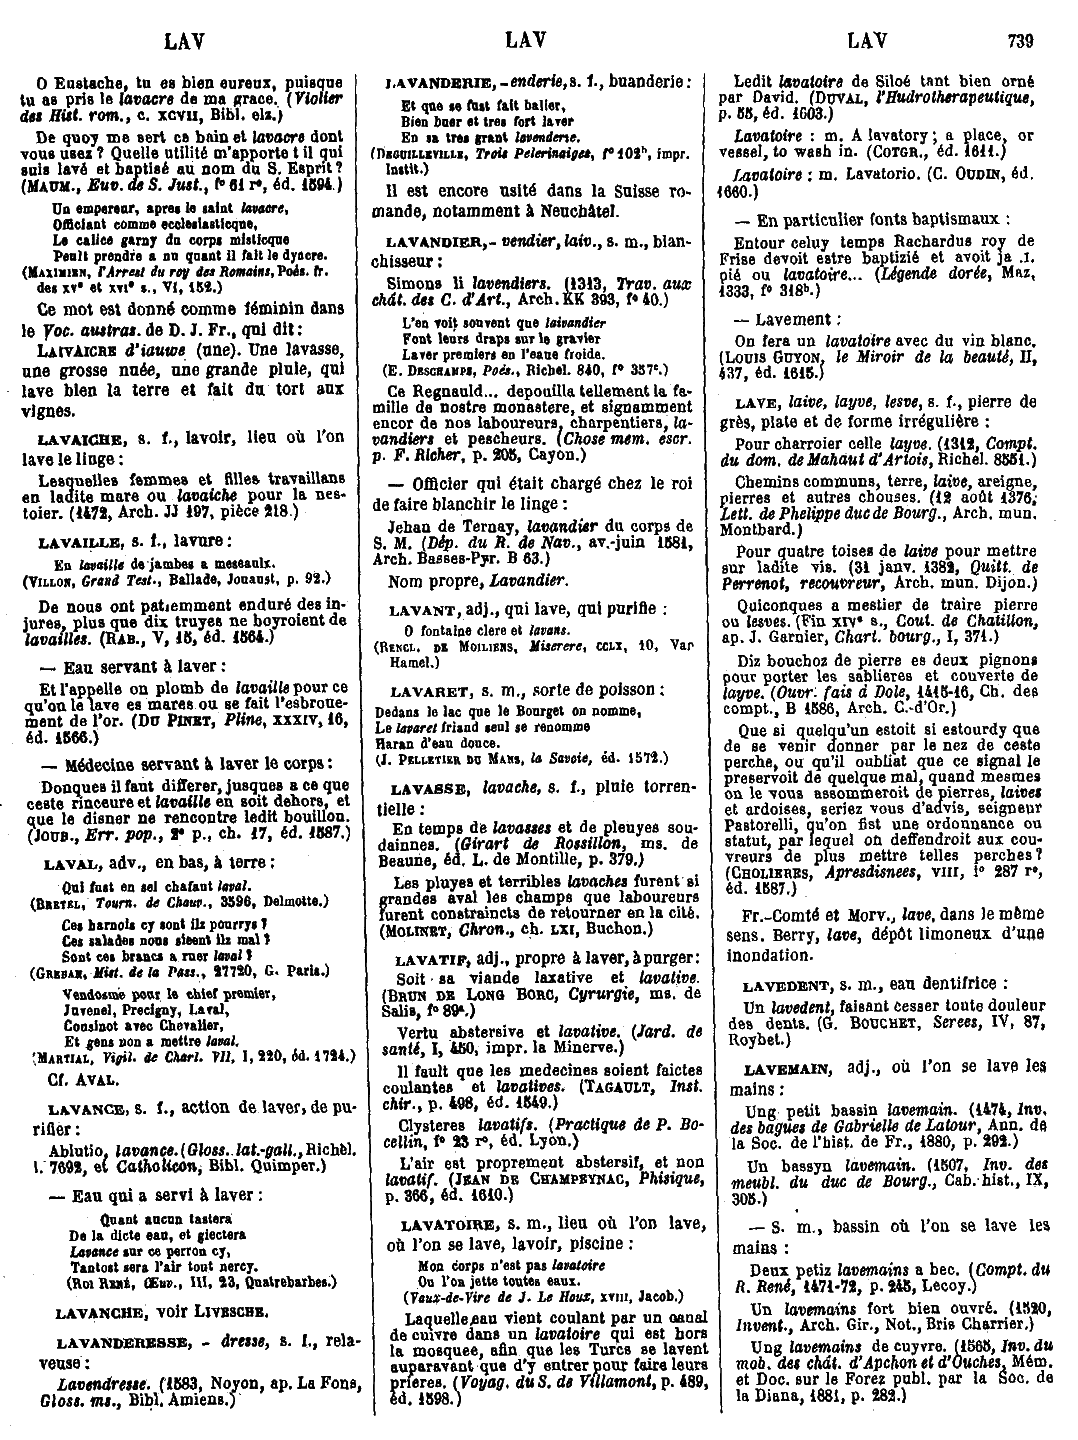 LAV
LAV
LAV
739
O Eustache, tu es bien eureux, puisque
tu as pris le lavacre de ma grace. (Violier
des Hist. rom., c. XCVII, Bibl. elz.)
De quoy me sert ce bain et lavacre dont
vous usez ? Quelle utilité m'apporte t il qui
suis lavé et baptisé au nom du S. Esprit ?
(MAUM., Euv. de S. Just., f° 61 r°, éd. 1594.)
Un empereur, apres le saint lavacre,
Officiant comme ecclesiasticque,
Le calice garny du corps misticque
Peult prendre a nu quant il fait le dyacre.
(MAXIMIEN, l'Arrest du roy des Romains, Poés. fr.
des XV° et XVI° s., VI, 152.)
Ce mot est donné comme féminin dans
le Voc. austras. de D. J. Fr., qui dit :
LAIVAICRE d'iauwe (une). Une lavasse,
une grosse nuée, une grande pluie, qui
lave bien la terre et fait du tort aux
vignes.
LAVAICHE, s. f., lavoir, lieu où l'on
lave le linge :
Lesquelles femmes et filles travaillans
en ladite mare ou lavaiche pour la nes-
toier. (1472, Arch. JJ 197, pièce 218.)
LAVAILLE, s. f., lavure :
En lavaille de jambes a meseaulx.
(VILLON, Grand Test., Ballade, Jouaust, p. 92.)
De nous ont patiemment enduré des in-
jures, plus que dix truyes ne boyroient de
lavailles. (RAB., V, 15, éd. 1564.)
— Eau servant à laver :
Et l'appelle on plomb de lavaille pour ce
qu'on le lave es mares ou se fait l'esbroue-
ment de l'or. (DU PINET, Pline, XXXIV, 16,
éd. 1566.)
— Médecine servant à laver le corps :
Donques il faut differer, jusques a ce que
ceste rinceure et lavaille en soit dehors, et
que le disner ne rencontre ledit bouillon.
(JOUB., Err. pop., 2° p., ch. 17, éd. 1587.)
LAVAL, adv., en bas, à terre :
Qui fust en sel chafaut laval.
(BRETEL, Tourn. de Chauv., 3596, Delmotte.)
Ces harnois cy sont ilz pourrys ?
Ces salades nous sieent ilz mal ?
Sont ces brancs a ruer laval ?
(GREBAN, Mist. de la Pass., 27720, G. Paris.)
Vendosme pour le chief premier,
Juvenel, Precigny, Laval,
Cousinot avec Chevalier,
Et gens non a mettre laval.
(MARTIAL, Vigil. de Charl. VII, I, 220, éd. 1724.)
Cf. AVAL.
LAVANCE, s. f., action de laver, de pu-
rifier :
Ablutio, lavance. (Gloss. lat.-gall., Richel.
l. 7692, et Catholicon, Bibl. Quimper.)
— Eau qui a servi à laver :
Quant aucun tastera
De la dicte eau, et giectera
Lavance sur ce perron cy,
Tantost sera l'air tout nercy.
(ROI RENÉ, Œuv., III, 23, Quatrebarbes.)
LAVANCHE, voir LIVESCHE.
LAVANDERESSE, - dresse, s. f., rela-
veuse :
Lavendresse. (1583, Noyon, ap. La Fons,
Gloss. ms., Bibl. Amiens.)
LAVANDERIE, -enderie, s. f., buanderie :
Et que se fust fait baller,
Bien buer et tres fort laver
En sa tres grant lavenderie.
(DEGUILLEVILLE, Trois Pelerinaiges, f° 102ʰ, impr.
Instit.)
Il est encore usité dans la Suisse ro-
mande, notamment à Neuchâtel.
LAVANDIER, - vendier, laiv., s. m., blan-
chisseur :
Simons li lavendiers. (1313, Trav. aux
chât. des C. d'Art., Arch. KK 393, f° 40.)
L'en voit souvent que laivandier
Font leurs draps sur le gravier
Laver premiers en l'eaue froide.
(E. DESCHAMPS, Poés., Richel. 840, f° 357ᶜ.)
Ce Regnauld... depouilla tellement la fa-
mille de nostre monastere, et signamment
encor de nos laboureurs, charpentiers, la-
vandiers et pescheurs. (Chose mem. escr.
p. F. Richer, p. 205, Cayon.)
— Officier qui était chargé chez le roi
de faire blanchir le linge :
Jehan de Ternay, lavandier du corps de
S. M. (Dép. du R. de Nav., av.-juin 1581,
Arch. Basses-Pyr. B 63.)
Nom propre, Lavandier.
LAVANT, adj., qui lave, qui purifie :
O fontaine clere et lavans.
(RENCL. DE MOILIENS, Miserere, CCLX, 10, Van
Hamel.)
LAVARET, s. m., sorte de poisson :
Dedans le lac que le Bourget on nomme,
Le lavaret friand seul se renomme
Haran d'eau douce.
(J. PELLETIER DU MANS, la Savoie, éd. 1572.)
LAVASSE, lavache, s. f., pluie torren-
tielle :
En temps de lavasses et de pleuyes sou-
dainnes. (Girart de Rossillon, ms. de
Beaune, éd. L. de Montille, p. 379.)
Les pluyes et terribles lavaches furent si
grandes aval les champs que laboureurs
furent constraincts de retourner en la cité.
(MOLINET, Chron., ch. LXI, Buchon.)
LAVATIF, adj., propre à laver, à purger :
Soit sa viande laxative et lavative.
(BRUN DE LONG BORC, Cyrurgie, ms. de
Salis, f° 89ᵃ.)
Vertu abstersive et lavative. (Jard. de
santé, I, 450, impr. la Minerve.)
Il fault que les medecines soient faictes
coulantes et lavatives. (TAGAULT, Inst.
chir., p. 498, éd. 1549.)
Clysteres lavatifs. (Practique de P. Bo-
cellin, f° 23 r°, éd. Lyon.)
L'air est proprement abstersif, et non
lavatif. (JEAN DE CHAMPEYNAC, Phisique,
p. 366, éd. 1610.)
LAVATOIRE, s. m., lieu où l'on lave,
où l'on se lave, lavoir, piscine :
Mon corps n'est pas lavatoire
Ou l'on jette toutes eaux.
(Vaux-de-Vire de J. Le Houx, XVIII, Jacob.)
Laquelle eau vient coulant par un canal
de cuivre dans un lavatoire qui est hors
la mosquee, afin que les Turcs se lavent
auparavant que d'y entrer pour faire leurs
prieres. (Voyag. du S. de Villamont, p. 489,
éd. 1598.)
Ledit lavatoire de Siloé tant bien orné
par David. (DUVAL, l'Hudrotherapeutique,
p. 55, éd. 1603.)
Lavatoire : m. A lavatory ; a place, or
vessel, to wash in. (COTGR., éd. 1611.)
Lavatoire : m. Lavatorio. (C. OUDIN, éd.
1660.)
— En particulier fonts baptismaux :
Entour celuy temps Rachardus roy de
Frise devoit estre baptizié et avoit ja .I.
pié ou lavatoire... (Légende dorée, Maz.
1333, f° 318ᵇ.)
— Lavement :
On fera un lavatoire avec du vin blanc.
(LOUIS GUYON, le Miroir de la beauté, II,
437, éd. 1615.)
LAVE, laive, layve, lesve, s. f., pierre de
grès, plate et de forme irrégulière :
Pour charroier celle layve. (1312, Compt.
du dom. de Mahaut d'Artois, Richel. 8551.)
Chemins communs, terre, laive, areigne,
pierres et autres chouses. (12 août 1376,
Lett. de Phelippe duc de Bourg., Arch. mun.
Montbard.)
Pour quatre toises de laive pour mettre
sur ladite vis. (31 janv. 1382, Quitt. de
Perrenot, recouvreur, Arch. mun. Dijon.)
Quiconques a mestier de traire pierre
ou lesves. (Fin XIV° s., Cout. de Chatillon,
ap. J. Garnier, Chart. bourg., I, 371.)
Diz bouchoz de pierre es deux pignons
pour porter les sablieres et couverte de
layve. (Ouvr. fais à Dole, 1415-16, Ch. des
compt., B 1586, Arch. C.-d'Or.)
Que si quelqu'un estoit si estourdy que
de se venir donner par le nez de ceste
perche, ou qu'il oubliat que ce signal le
preservoit de quelque mal, quand mesmes
on le vous assommeroit de pierres, laives
et ardoises, seriez vous d'advis, seigneur
Pastorelli, qu'on fist une ordonnance ou
statut, par lequel on deffendroit aux cou-
vreurs de plus mettre telles perches ?
(CHOLIERES, Apresdisnees, VIII, f° 287 r°,
éd. 1587.)
Fr.-Comté et Morv., lave, dans le même
sens. Berry, lave, dépôt limoneux d'une
inondation.
LAVEDENT, s. m., eau dentifrice :
Un lavedent, faisant cesser toute douleur
des dents. (G. BOUCHET, Serees, IV, 87,
Roybet.)
LAVEMAIN, adj., où l'on se lave les
mains :
Ung petit bassin lavemain. (1474, Inv.
des bagues de Gabrielle de Latour, Ann. de
la Soc. de l'hist. de Fr., 1880, p. 292.)
Un bassyn lavemain. (1507, Inv. des
meubl. du duc de Bourg., Cab. hist., IX,
305.)
— S. m., bassin où l'on se lave les
mains :
Deux petiz lavemains a bec. (Compt. du
R. René, 1471-72, p. 245, Lecoy.)
Un lavemains fort bien ouvré. (1520,
Invent., Arch. Gir., Not., Bris Charrier.)
Ung lavemains de cuyvre. (1565, Inv. du
mob. des chât. d'Apchon et d'Ouches, Mém.
et Doc. sur le Forez publ. par la Soc. de
la Diana, 1881, p. 282.)